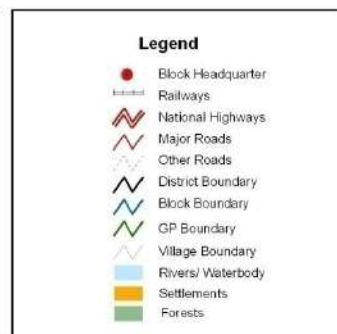 Legend
Block Headquarter
Railways
National Highways
Major Roads
Other Roads
District Boundary
Block Boundary
GP Boundary
Village Boundary
Rivers/ Waterbody
Settlements
Forests